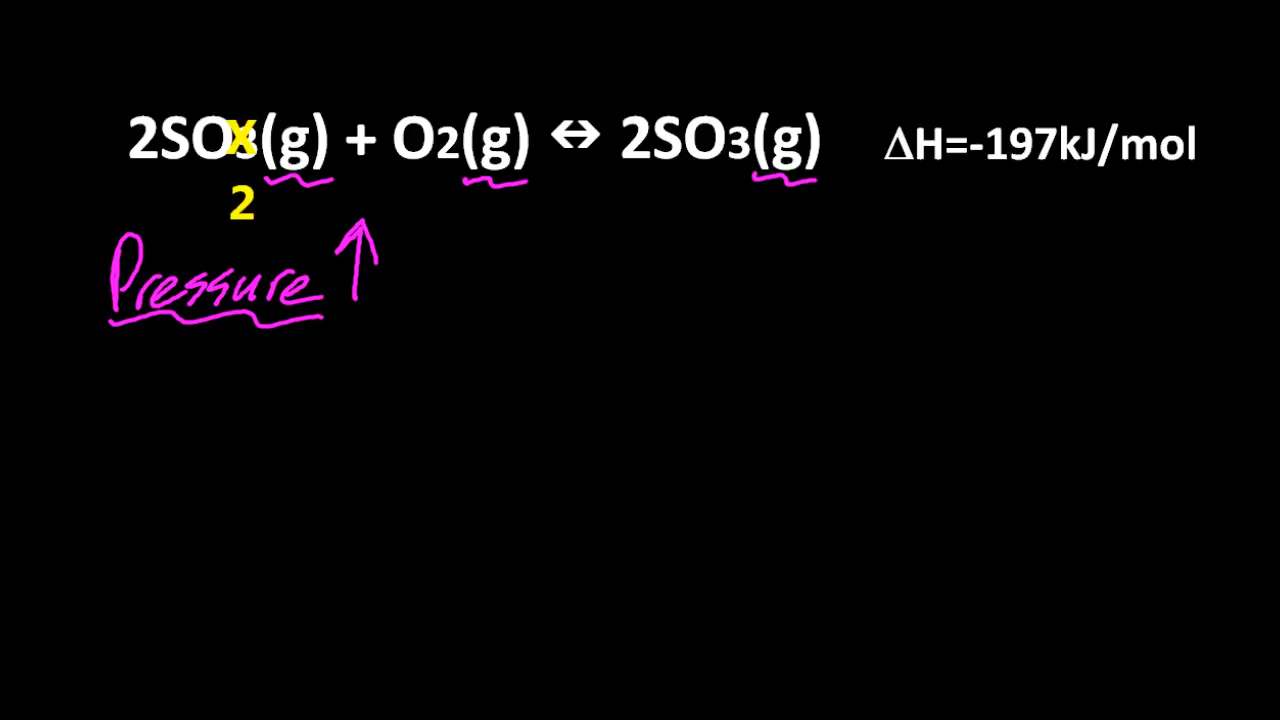 2SO3(g) + O2(g) ↔ 2SO3(g) ΔH=-197kJ/mol
X
2
Pressure ↑